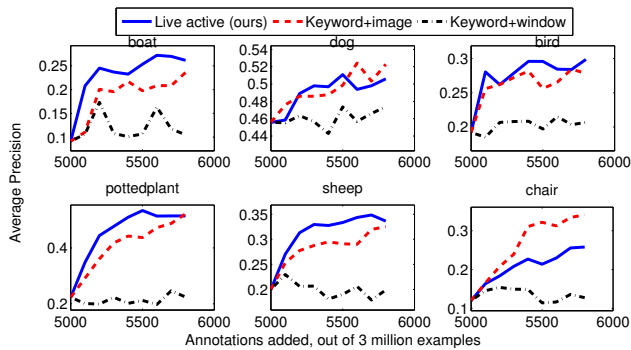 Live active (ours) Keyword+image Keyword+window
boat dog bird
0.25 0.2 0.15 0.1
0.54 0.52 0.5 0.48 0.46 0.44
0.3 0.2
5000 5500 6000 5000 5500 6000 5000 5500 6000
Average Precision
pottedplant sheep chair
0.4 0.2
0.35 0.3 0.25 0.2
0.3 0.2 0.1
5000 5500 6000 5000 5500 6000 5000 5500 6000
Annotations added, out of 3 million examples